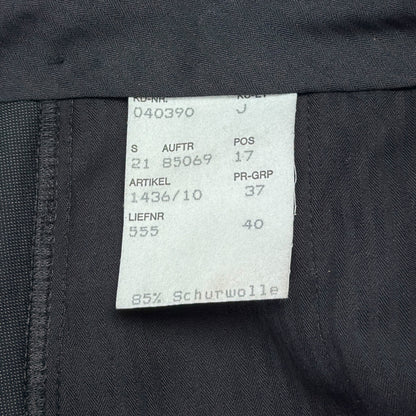 KD-NR.
040390 J
S AUFTR POS
21 85069 17
ARTIKEL PR-GRP
1436/10 37
LIEFNR
555 40
85% Schurwolle